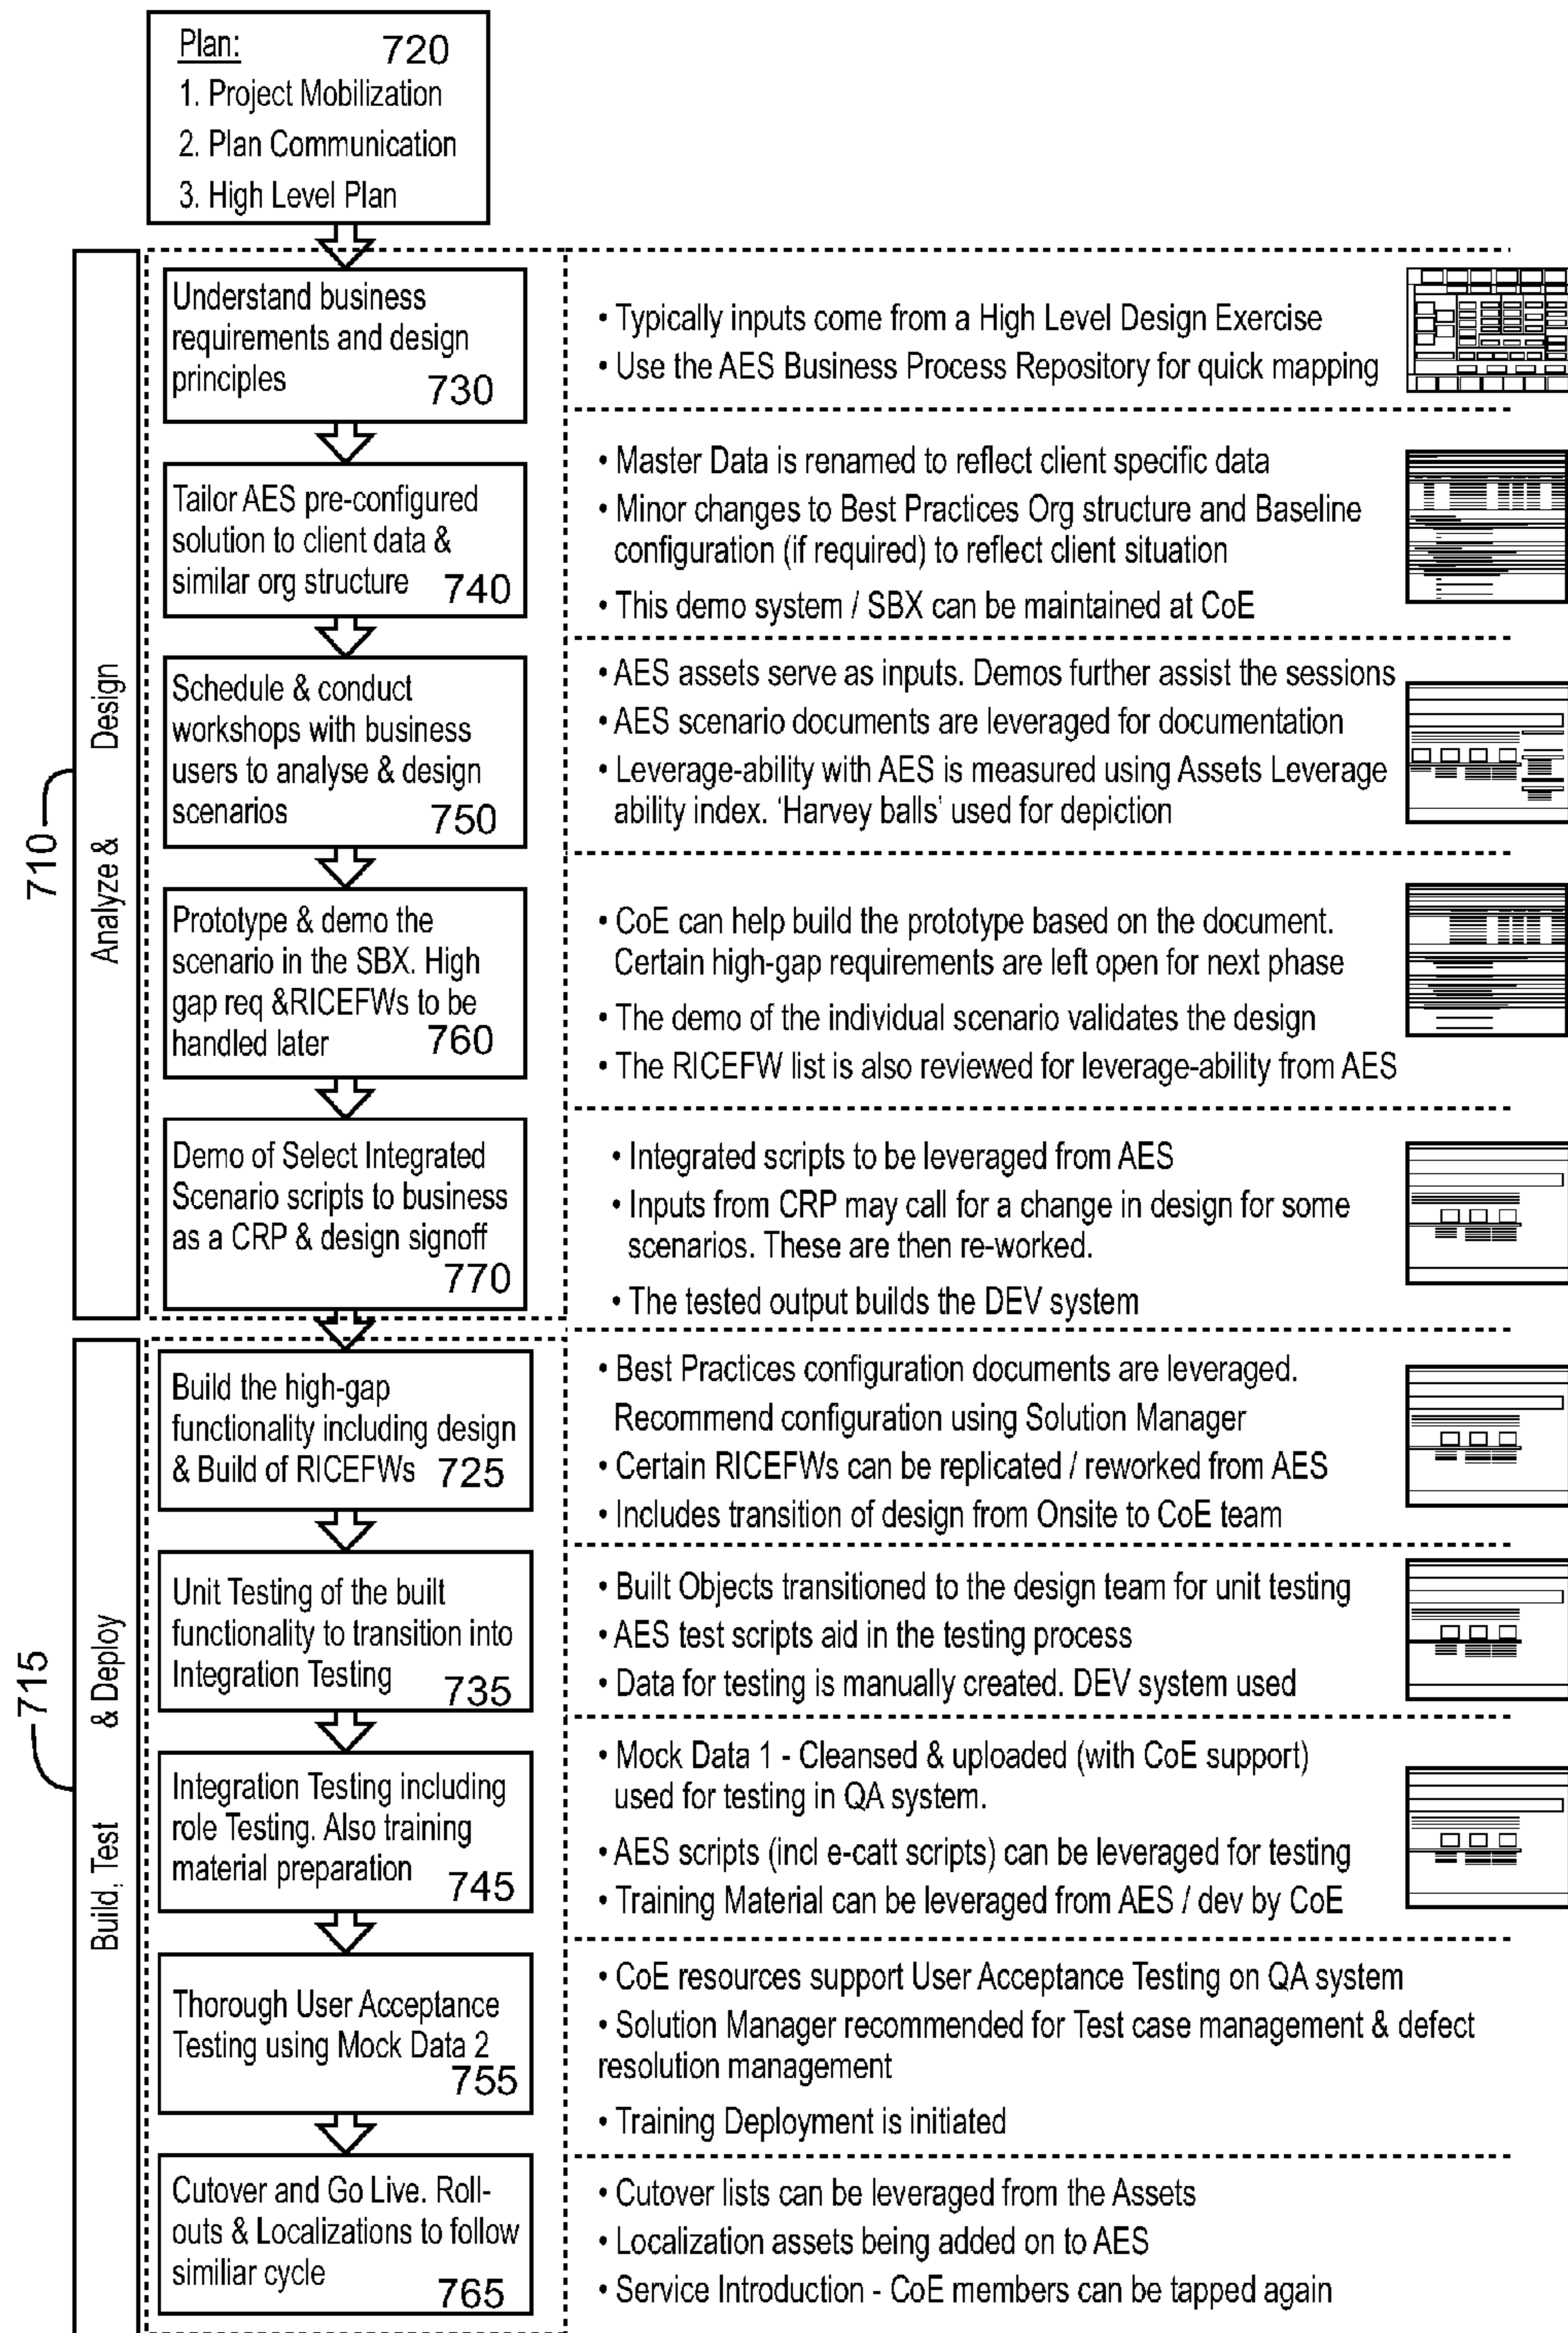 Plan: 720
1. Project Mobilization
2. Plan Communication
3. High Level Plan
710
Analyze & Design
Understand business
requirements and design
principles 730
• Typically inputs come from a High Level Design Exercise
• Use the AES Business Process Repository for quick mapping
Tailor AES pre-configured
solution to client data &
similar org structure 740
• Master Data is renamed to reflect client specific data
• Minor changes to Best Practices Org structure and Baseline
configuration (if required) to reflect client situation
• This demo system / SBX can be maintained at CoE
Schedule & conduct
workshops with business
users to analyse & design
scenarios 750
• AES assets serve as inputs. Demos further assist the sessions
• AES scenario documents are leveraged for documentation
• Leverage-ability with AES is measured using Assets Leverage
ability index. 'Harvey balls' used for depiction
Prototype & demo the
scenario in the SBX. High
gap req &RICEFWs to be
handled later 760
• CoE can help build the prototype based on the document.
Certain high-gap requirements are left open for next phase
• The demo of the individual scenario validates the design
• The RICEFW list is also reviewed for leverage-ability from AES
Demo of Select Integrated
Scenario scripts to business
as a CRP & design signoff
770
• Integrated scripts to be leveraged from AES
• Inputs from CRP may call for a change in design for some
scenarios. These are then re-worked.
• The tested output builds the DEV system
715
Build, Test & Deploy
Build the high-gap
functionality including design
& Build of RICEFWs 725
• Best Practices configuration documents are leveraged.
Recommend configuration using Solution Manager
• Certain RICEFWs can be replicated / reworked from AES
• Includes transition of design from Onsite to CoE team
Unit Testing of the built
functionality to transition into
Integration Testing 735
• Built Objects transitioned to the design team for unit testing
• AES test scripts aid in the testing process
• Data for testing is manually created. DEV system used
Integration Testing including
role Testing. Also training
material preparation 745
• Mock Data 1 - Cleansed & uploaded (with CoE support)
used for testing in QA system.
• AES scripts (incl e-catt scripts) can be leveraged for testing
• Training Material can be leveraged from AES / dev by CoE
Thorough User Acceptance
Testing using Mock Data 2
755
• CoE resources support User Acceptance Testing on QA system
• Solution Manager recommended for Test case management & defect
resolution management
• Training Deployment is initiated
Cutover and Go Live. Roll-
outs & Localizations to follow
similiar cycle 765
• Cutover lists can be leveraged from the Assets
• Localization assets being added on to AES
• Service Introduction - CoE members can be tapped again